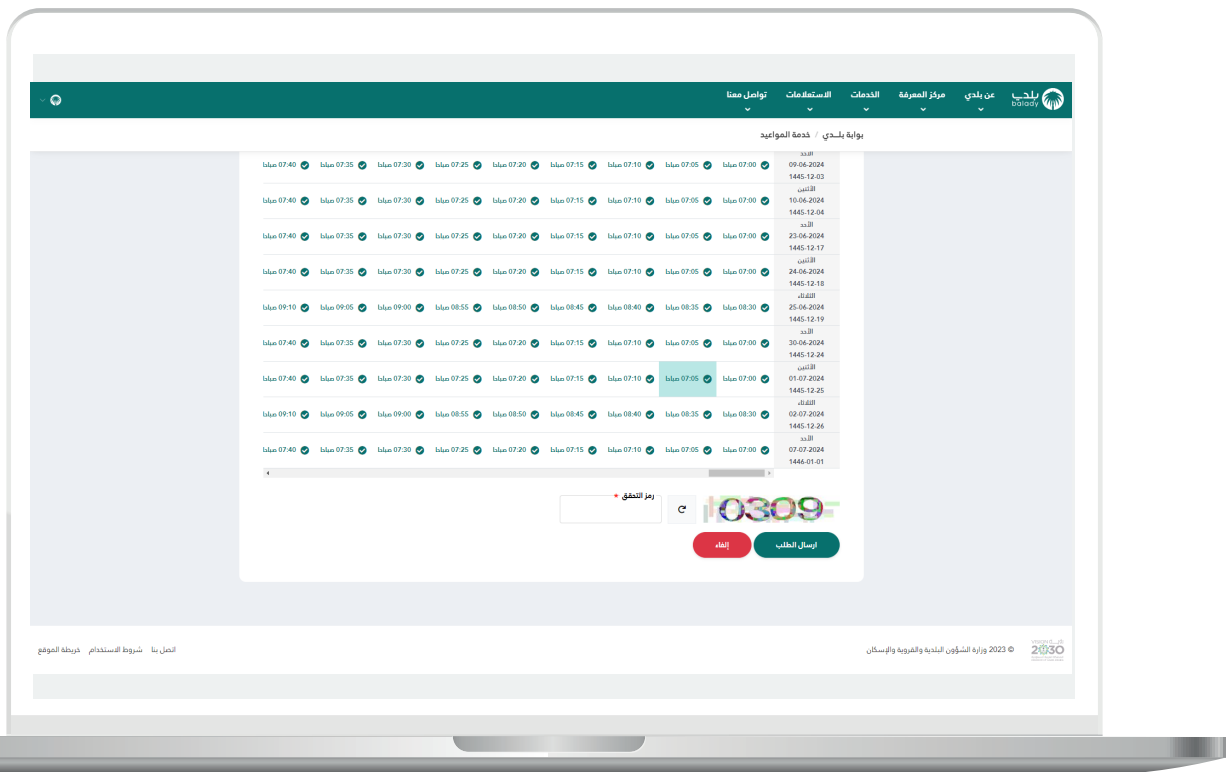 بلدي
balady
عن بلدي مركز المعرفة الخدمات الاستعلامات تواصل معنا
بوابة بلــدي / خدمة المواعيد
الأحد
09-06-2024
1445-12-03
07:00 صباحا 07:05 صباحا 07:10 صباحا 07:15 صباحا 07:20 صباحا 07:25 صباحا 07:30 صباحا 07:35 صباحا 07:40 صباحا
الأثنين
10-06-2024
1445-12-04
07:00 صباحا 07:05 صباحا 07:10 صباحا 07:15 صباحا 07:20 صباحا 07:25 صباحا 07:30 صباحا 07:35 صباحا 07:40 صباحا
الأحد
23-06-2024
1445-12-17
07:00 صباحا 07:05 صباحا 07:10 صباحا 07:15 صباحا 07:20 صباحا 07:25 صباحا 07:30 صباحا 07:35 صباحا 07:40 صباحا
الأثنين
24-06-2024
1445-12-18
07:00 صباحا 07:05 صباحا 07:10 صباحا 07:15 صباحا 07:20 صباحا 07:25 صباحا 07:30 صباحا 07:35 صباحا 07:40 صباحا
الثلاثاء
25-06-2024
1445-12-19
08:30 صباحا 08:35 صباحا 08:40 صباحا 08:45 صباحا 08:50 صباحا 08:55 صباحا 09:00 صباحا 09:05 صباحا 09:10 صباحا
الأحد
30-06-2024
1445-12-24
07:00 صباحا 07:05 صباحا 07:10 صباحا 07:15 صباحا 07:20 صباحا 07:25 صباحا 07:30 صباحا 07:35 صباحا 07:40 صباحا
الأثنين
01-07-2024
1445-12-25
07:00 صباحا 07:05 صباحا 07:10 صباحا 07:15 صباحا 07:20 صباحا 07:25 صباحا 07:30 صباحا 07:35 صباحا 07:40 صباحا
الثلاثاء
02-07-2024
1445-12-26
08:30 صباحا 08:35 صباحا 08:40 صباحا 08:45 صباحا 08:50 صباحا 08:55 صباحا 09:00 صباحا 09:05 صباحا 09:10 صباحا
الأحد
07-07-2024
1446-01-01
07:00 صباحا 07:05 صباحا 07:10 صباحا 07:15 صباحا 07:20 صباحا 07:25 صباحا 07:30 صباحا 07:35 صباحا 07:40 صباحا
رمز التحقق *
0309
ارسال الطلب إلغاء
VISION رؤيــة
2030
© 2023 وزارة الشؤون البلدية والقروية والإسكان
اتصل بنا شروط الاستخدام خريطة الموقع